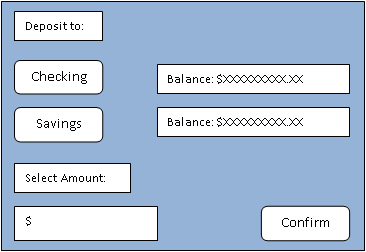 Deposit to:
Checking
Balance: $XXXXXXXXX.XX
Savings
Balance: $XXXXXXXXX.XX
Select Amount:
$
Confirm